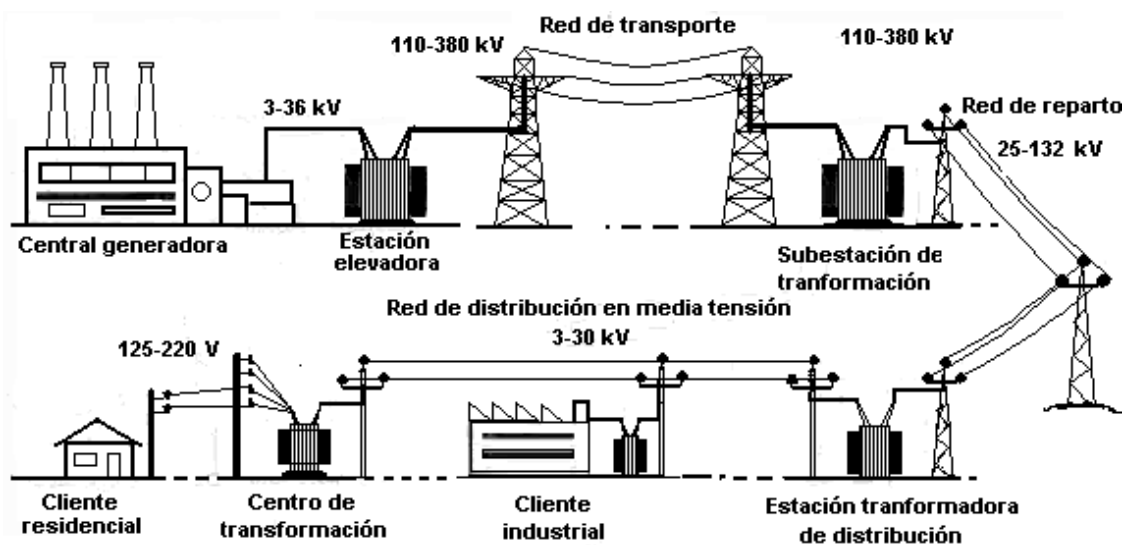 Red de transporte
110-380 kV
110-380 kV
3-36 kV
Red de reparto
25-132 kV
Central generadora
Estación
elevadora
Subestación de
tranformación
Red de distribución en media tensión
3-30 kV
125-220 V
Cliente
residencial
Centro de
transformación
Cliente
industrial
Estación tranformadora
de distribución